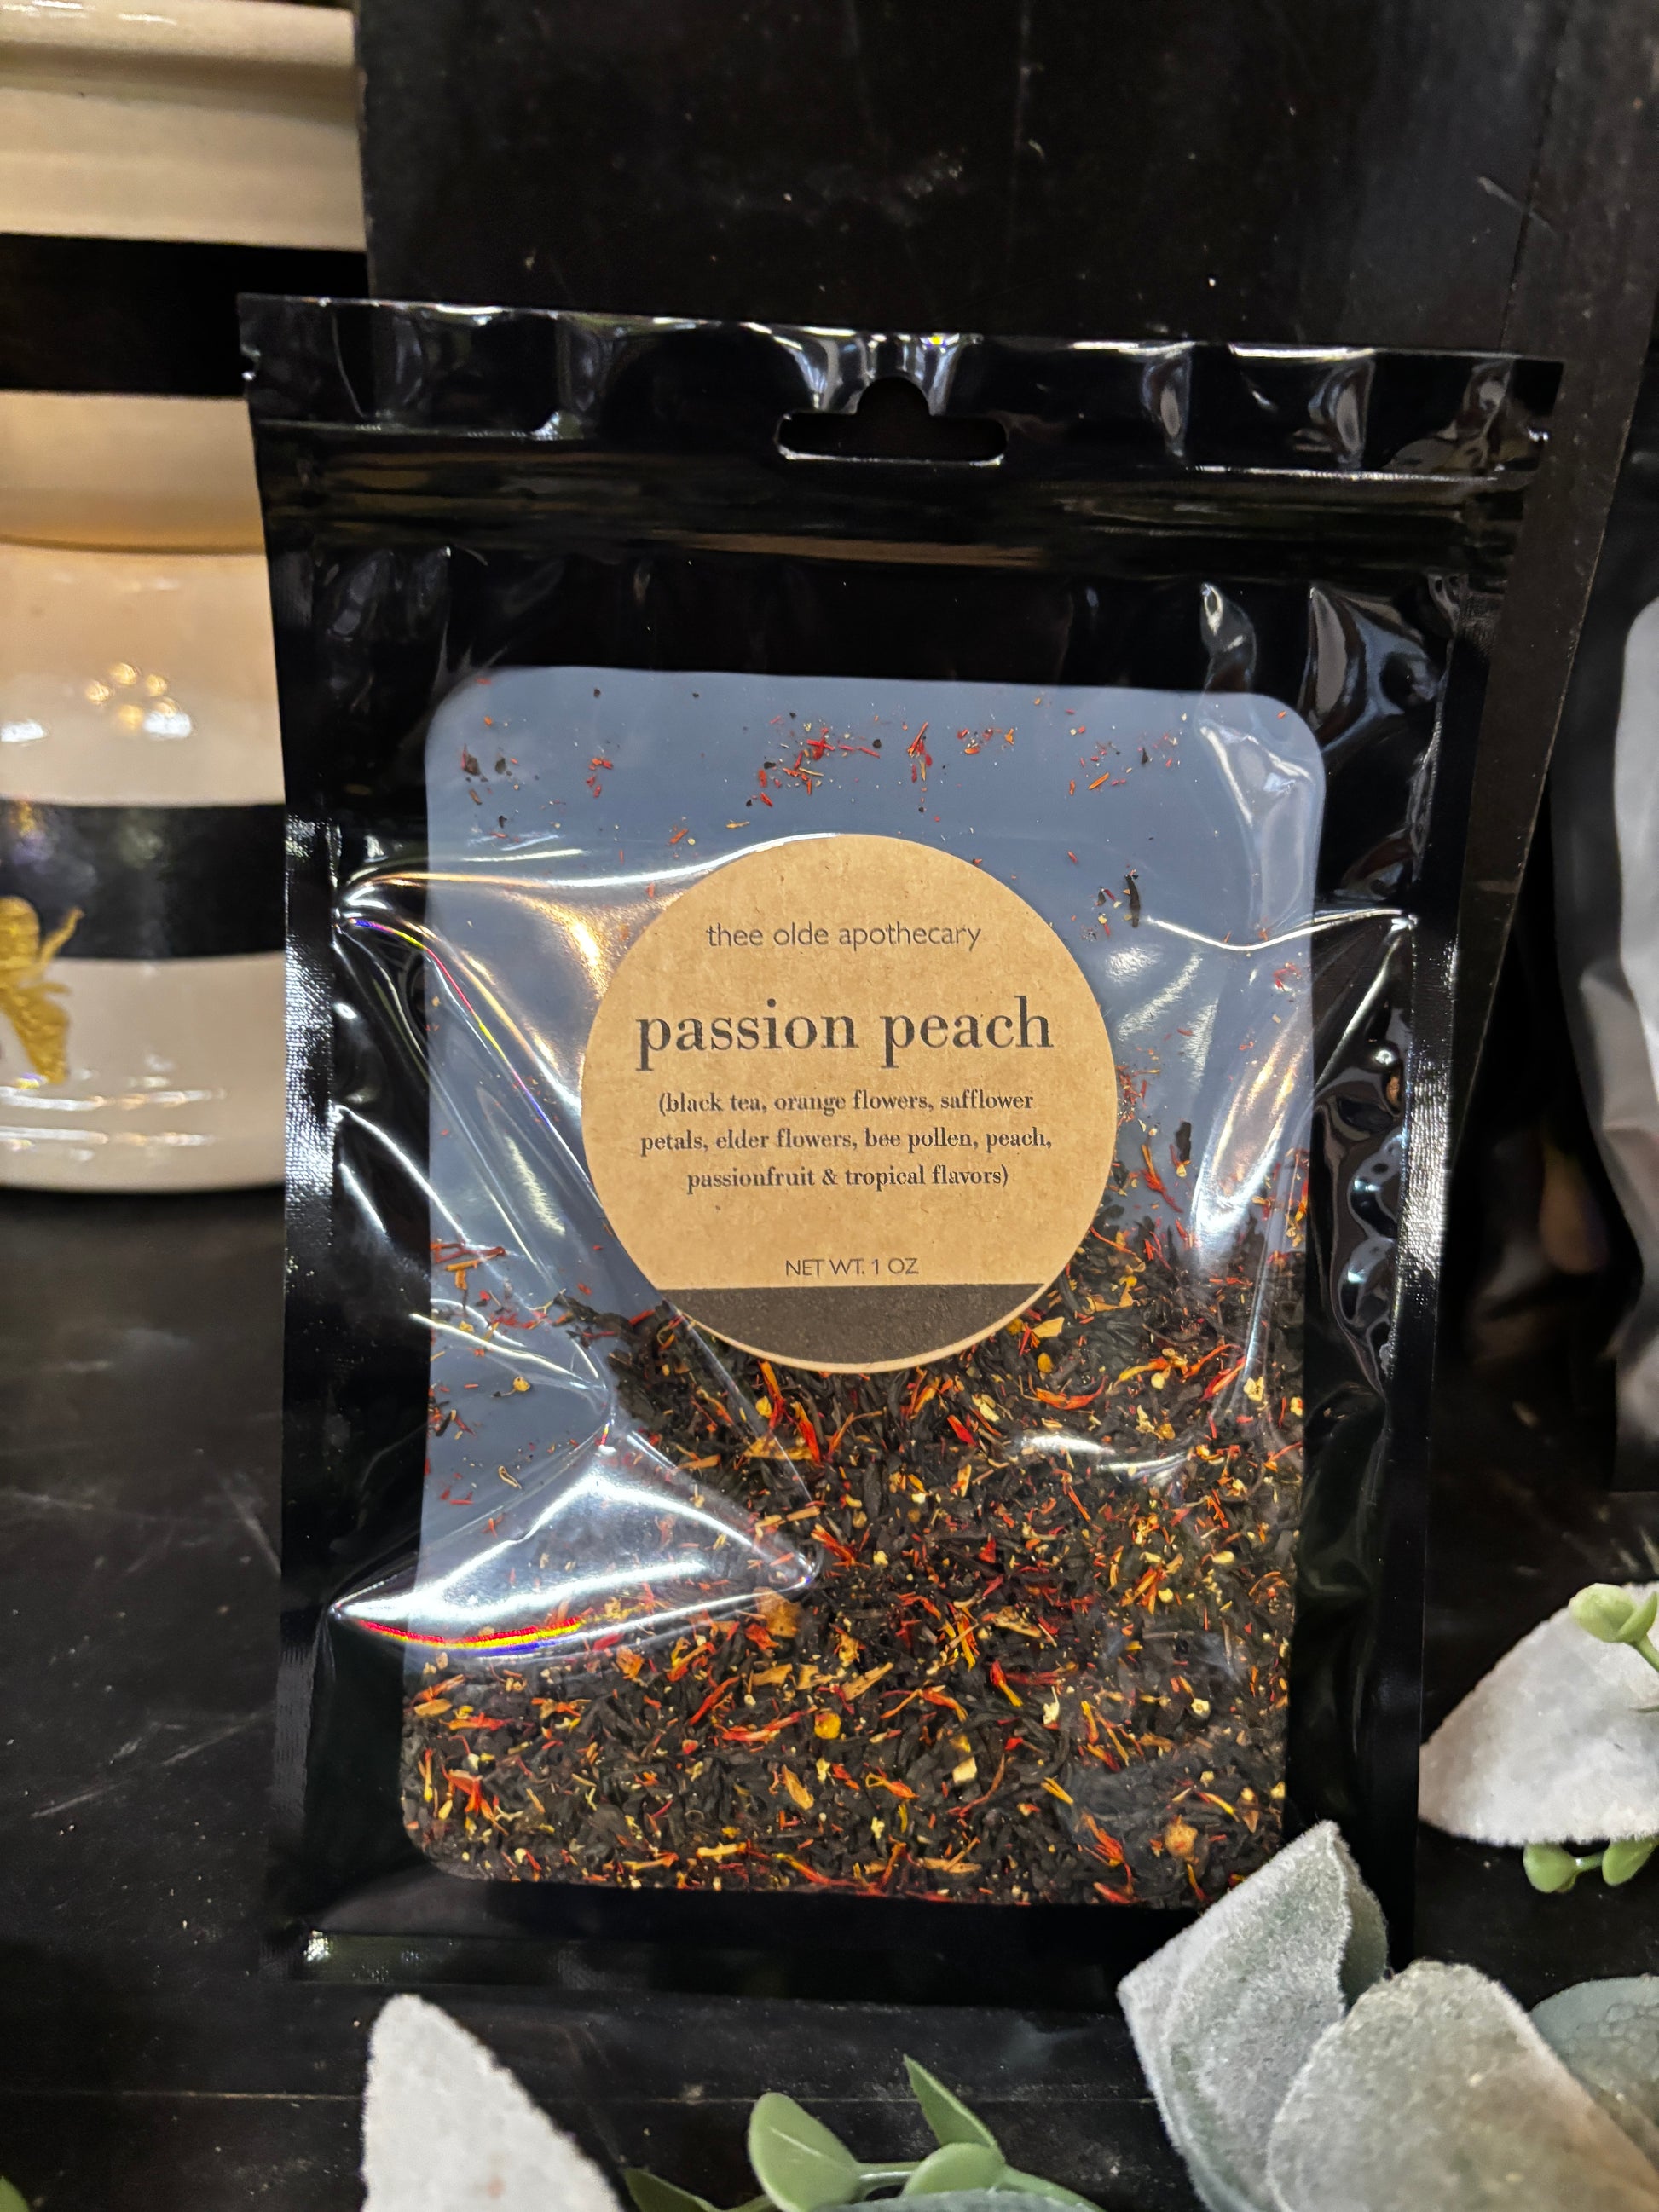 thee olde apothecary
passion peach
(black tea, orange flowers, safflower
petals, elder flowers, bee pollen, peach,
passionfruit & tropical flavors)
NET WT. 1 OZ